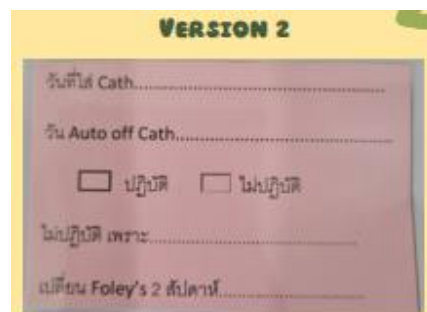 VERSION 2
วันที่ใส่ Cath..............................
วัน Auto off Cath..............................
ปฏิบัติ ไม่ปฏิบัติ
ไม่ปฏิบัติ เพราะ..............................
เปลี่ยน Foley's 2 สัปดาห์....................